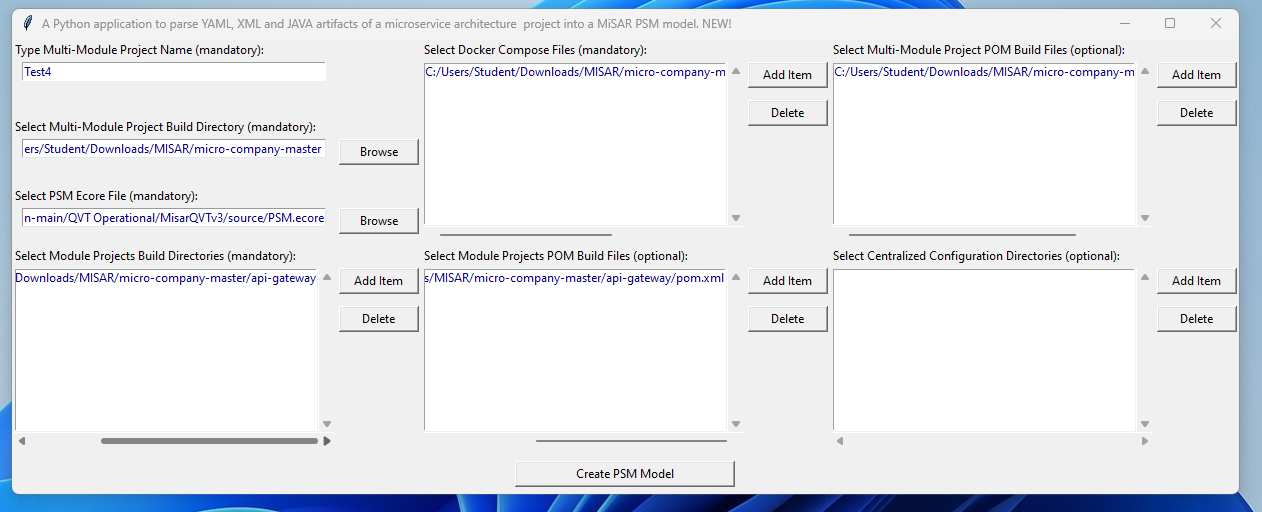 A Python application to parse YAML, XML and JAVA artifacts of a microservice architecture  project into a MiSAR PSM model. NEW!
Type Multi-Module Project Name (mandatory):
Test4
Select Multi-Module Project Build Directory (mandatory):
ers/Student/Downloads/MISAR/micro-company-master
Browse
Select PSM Ecore File (mandatory):
n-main/QVT Operational/MisarQVTv3/source/PSM.ecore
Browse
Select Docker Compose Files (mandatory):
C:/Users/Student/Downloads/MISAR/micro-company-m
Add Item
Delete
Select Multi-Module Project POM Build Files (optional):
C:/Users/Student/Downloads/MISAR/micro-company-m
Add Item
Delete
Select Module Projects Build Directories (mandatory):
Downloads/MISAR/micro-company-master/api-gateway
Add Item
Delete
Select Module Projects POM Build Files (optional):
s/MISAR/micro-company-master/api-gateway/pom.xml
Add Item
Delete
Select Centralized Configuration Directories (optional):
Add Item
Delete
Create PSM Model